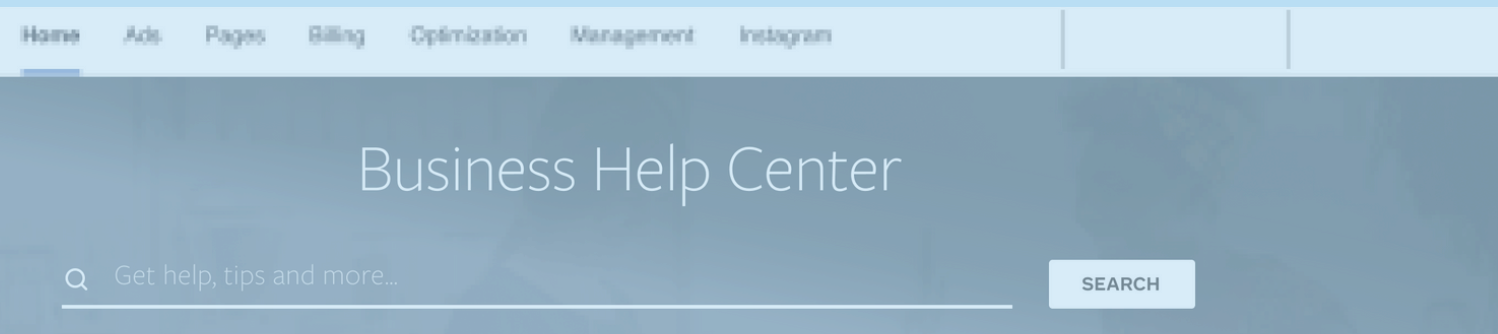 Home Ads Pages Billing Optimization Management Instagram
Business Help Center
Get help, tips and more...
SEARCH